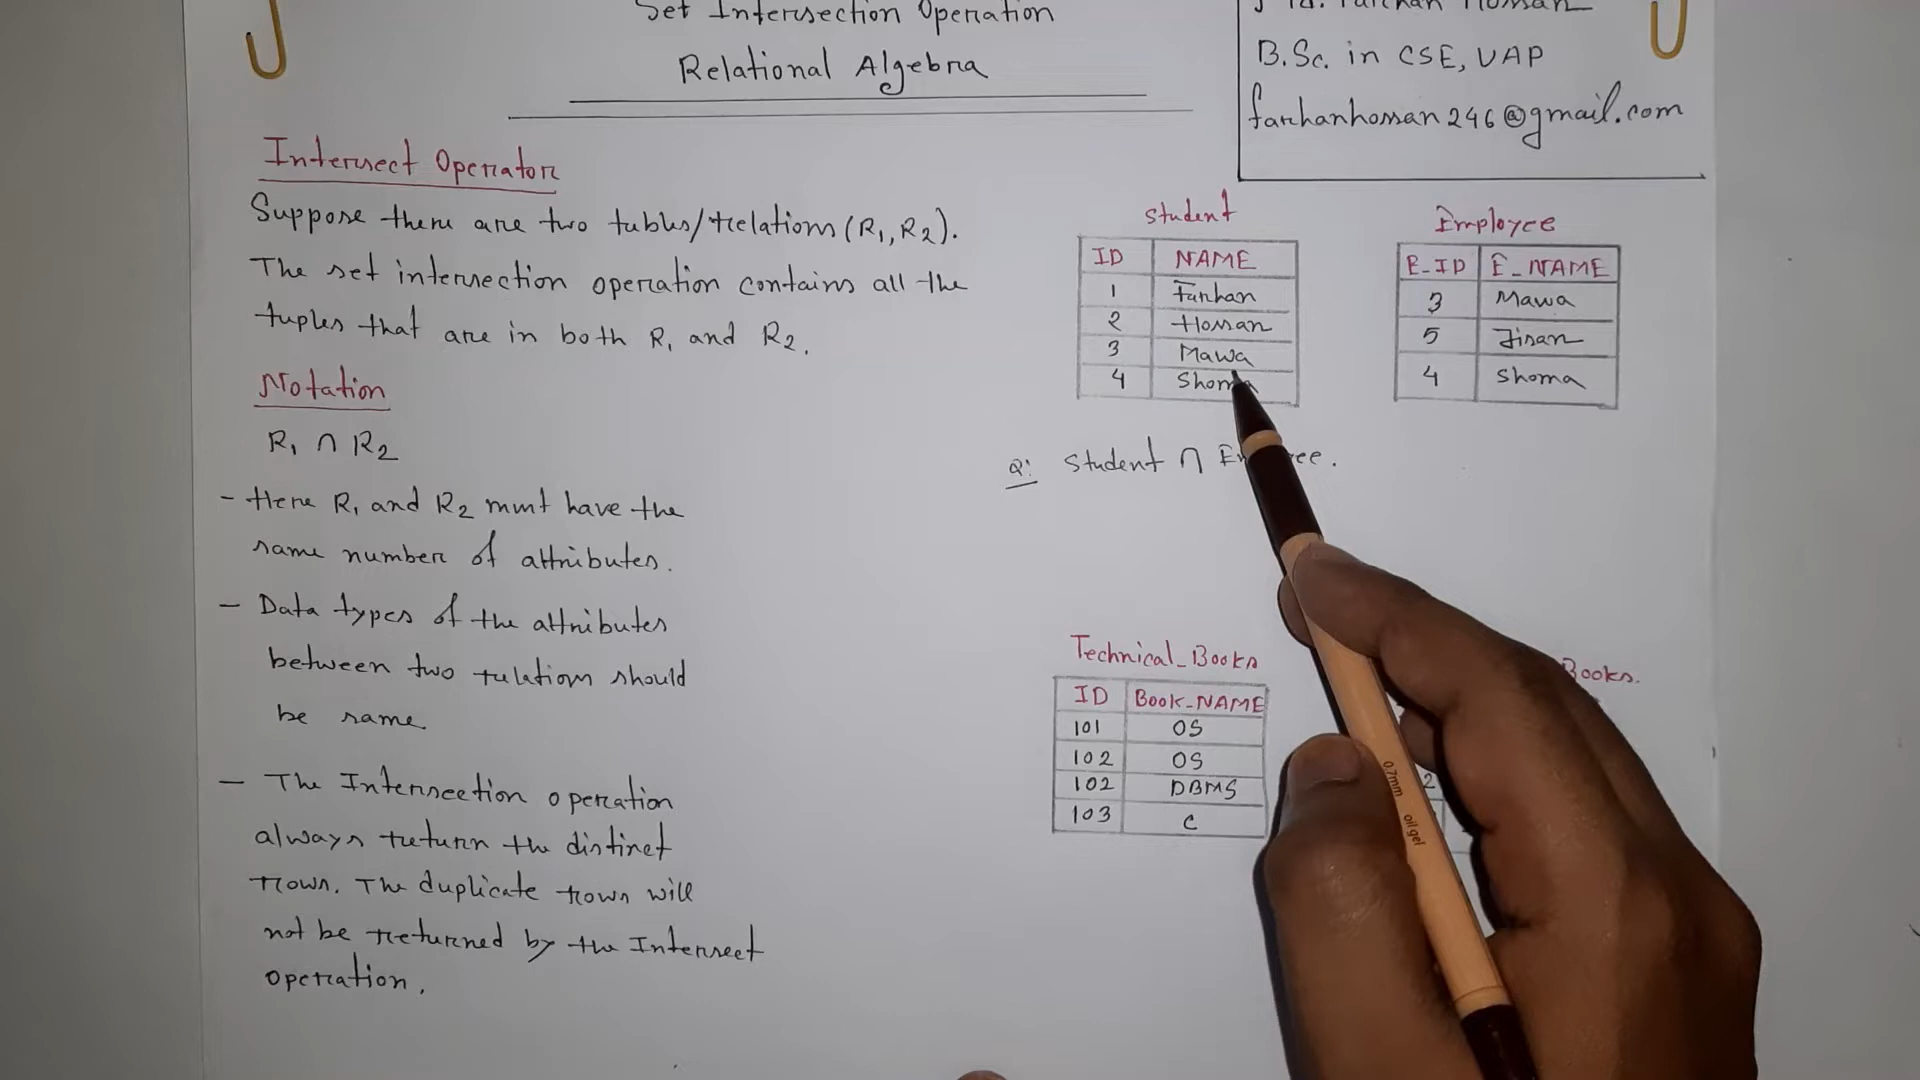 Set Intersection Operation
Relational Algebra
Farhan Hossan
B.Sc. in CSE, UAP
farhanhossan246@gmail.com
Intersect Operator
Suppose there are two tables/relations (R1, R2).
The set intersection operation contains all the
tuples that are in both R1 and R2.
Notation
R1 ∩ R2
- Here R1 and R2 must have the
same number of attributes.
- Data types of the attributes
between two relations should
be same
- The Intersection operation
always return the distinct
rows. The duplicate rows will
not be returned by the Intersect
operation.
Student
ID NAME
1 Farhan
2 Hossan
3 Mawa
4 Shoma
Employee
E_ID E_NAME
3 Mawa
5 Jisan
4 Shoma
Q: Student ∩
Technical_Books
ID Book_NAME
101 OS
102 OS
102 DBMS
103 C
Books.
2
0.7mm oil gel